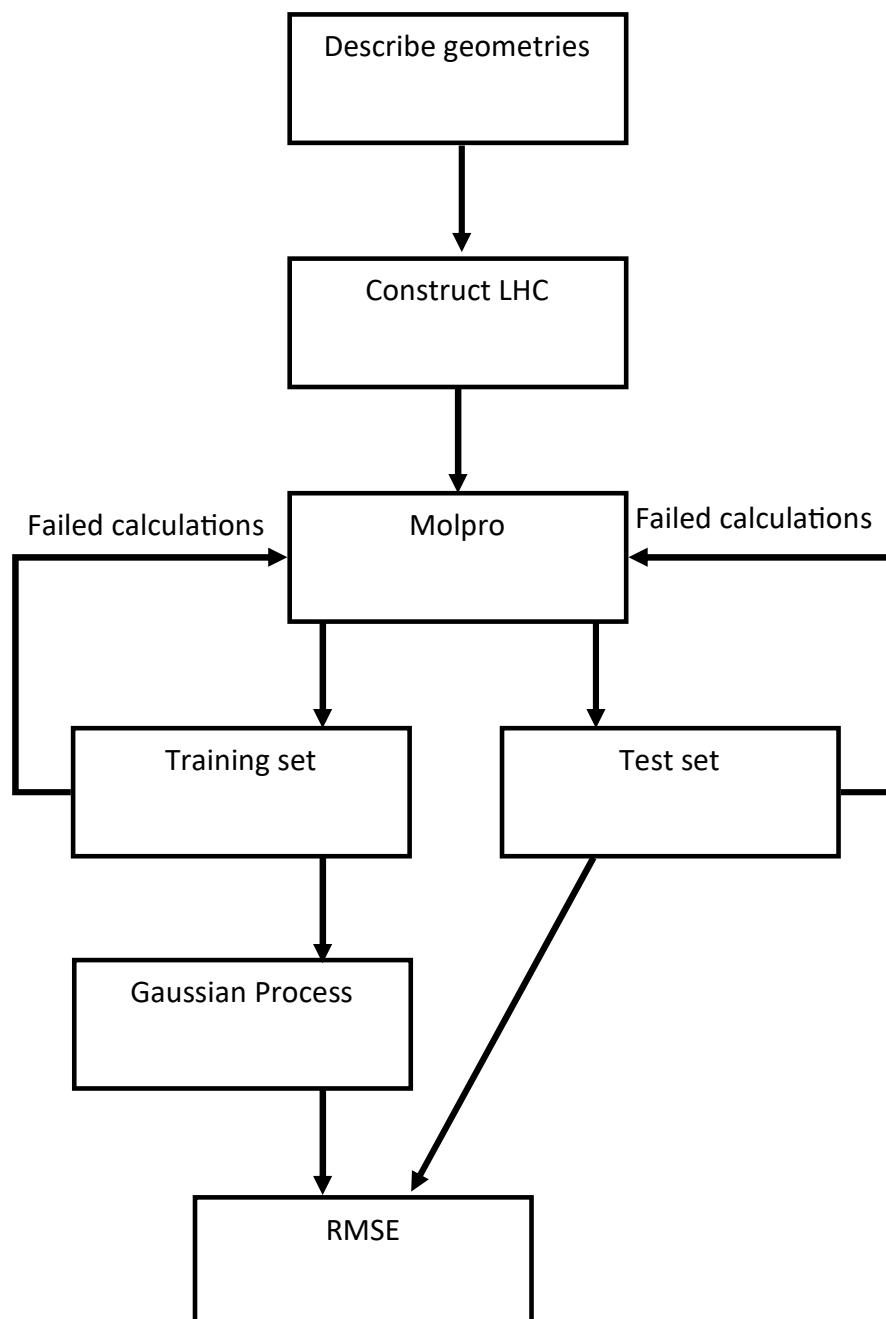 Describe geometries
Construct LHC
Molpro
Failed calculations
Failed calculations
Training set
Test set
Gaussian Process
RMSE